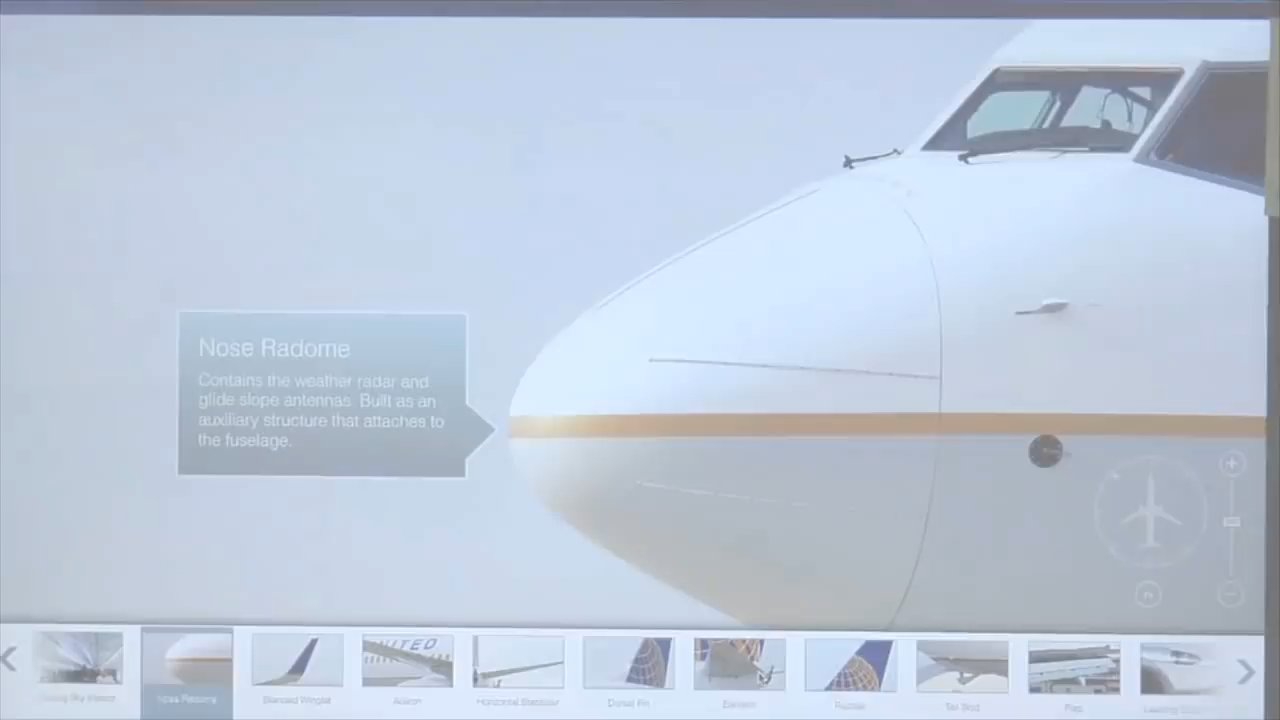 Nose Radome
Contains the weather radar and
glide slope antennas. Built as an
auxiliary structure that attaches to
the fuselage.
UNITED
Nose Radome
Blended Winglet
Aileron
Horizontal Stabilizer
Dorsal Fin
Elevator
Rudder
Tail Skid
Flap